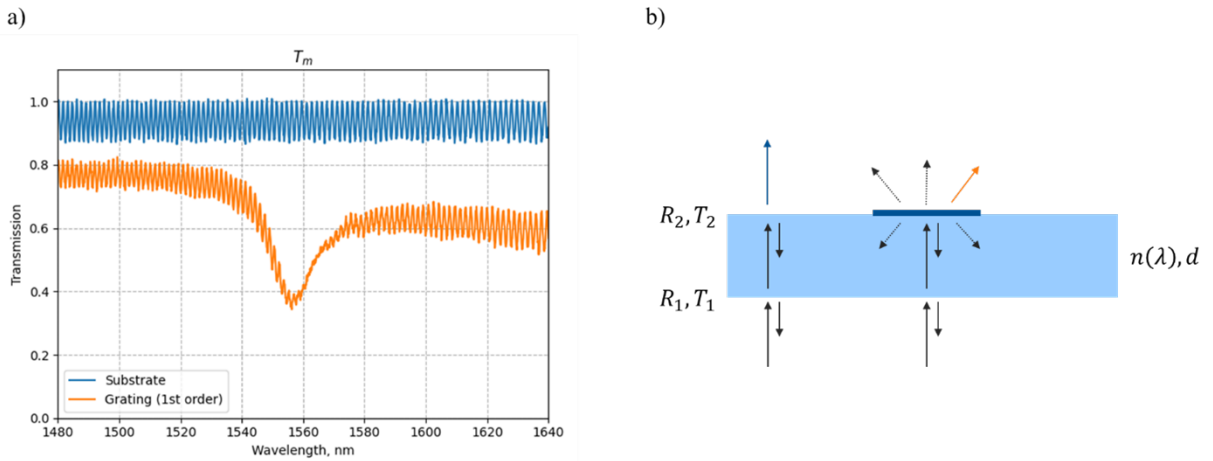 a)
T_m
1.0
0.8
0.6
0.4
0.2
0.0
Transmission
Substrate
Grating (1st order)
1480 1500 1520 1540 1560 1580 1600 1620 1640
Wavelength, nm
b)
R_2, T_2
R_1, T_1
n(λ), d